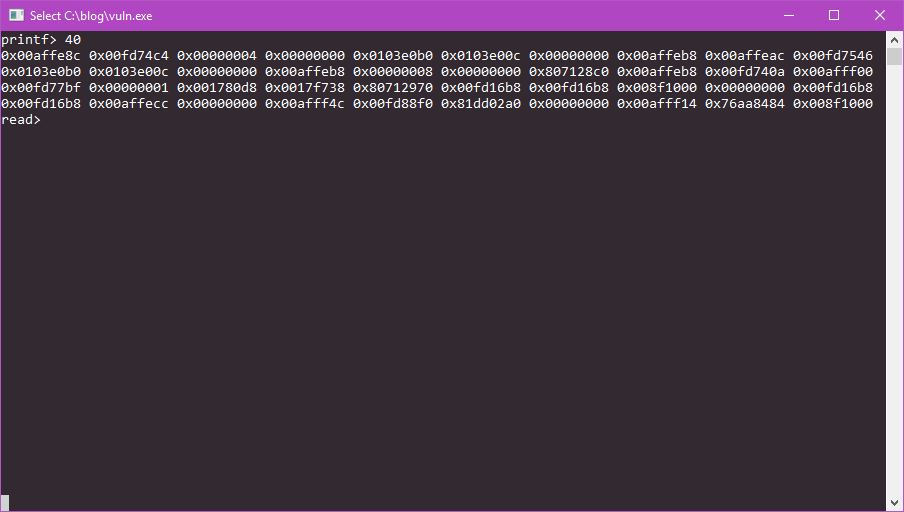 Select C:\blog\vuln.exe
printf> 40
0x00affe8c 0x00fd74c4 0x00000004 0x00000000 0x0103e0b0 0x0103e00c 0x00000000 0x00affeb8 0x00affeac 0x00fd7546
0x0103e0b0 0x0103e00c 0x00000000 0x00affeb8 0x00000008 0x00000000 0x807128c0 0x00affeb8 0x00fd740a 0x00afff00
0x00fd77bf 0x00000001 0x001780d8 0x0017f738 0x80712970 0x00fd16b8 0x00fd16b8 0x008f1000 0x00000000 0x00fd16b8
0x00fd16b8 0x00affecc 0x00000000 0x00afff4c 0x00fd88f0 0x81dd02a0 0x00000000 0x00afff14 0x76aa8484 0x008f1000
read>